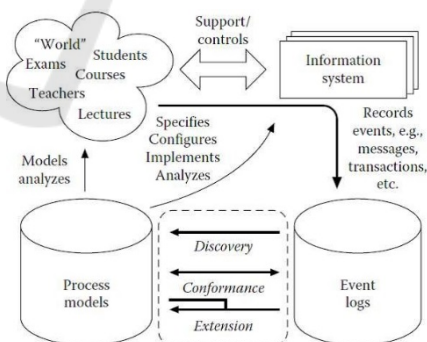 Support/
controls
“World”
Students
Exams
Courses
Teachers
Lectures
Information
system
Specifies
Configures
Implements
Analyzes
Records
events, e.g.,
messages,
transactions,
etc.
Models
analyzes
Discovery
Process
models
Conformance
Event
logs
Extension